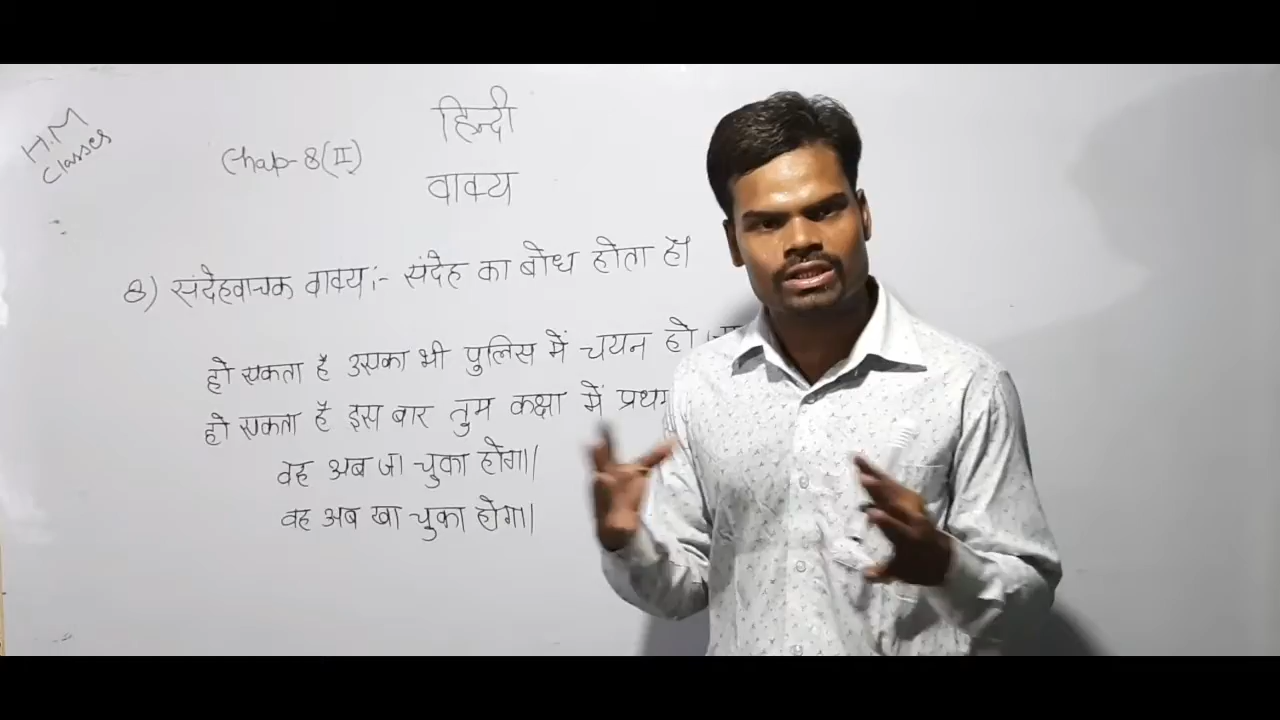 H.M
Classes
हिन्दी
Chap-8(II)
वाक्य
8) संदेहवाचक वाक्य:- संदेह का बोध होता है।
हो सकता है उसका भी पुलिस में चयन हो
हो सकता है इस बार तुम कक्षा में प्रथम
वह अब जा चुका होगा।
वह अब खा चुका होगा।